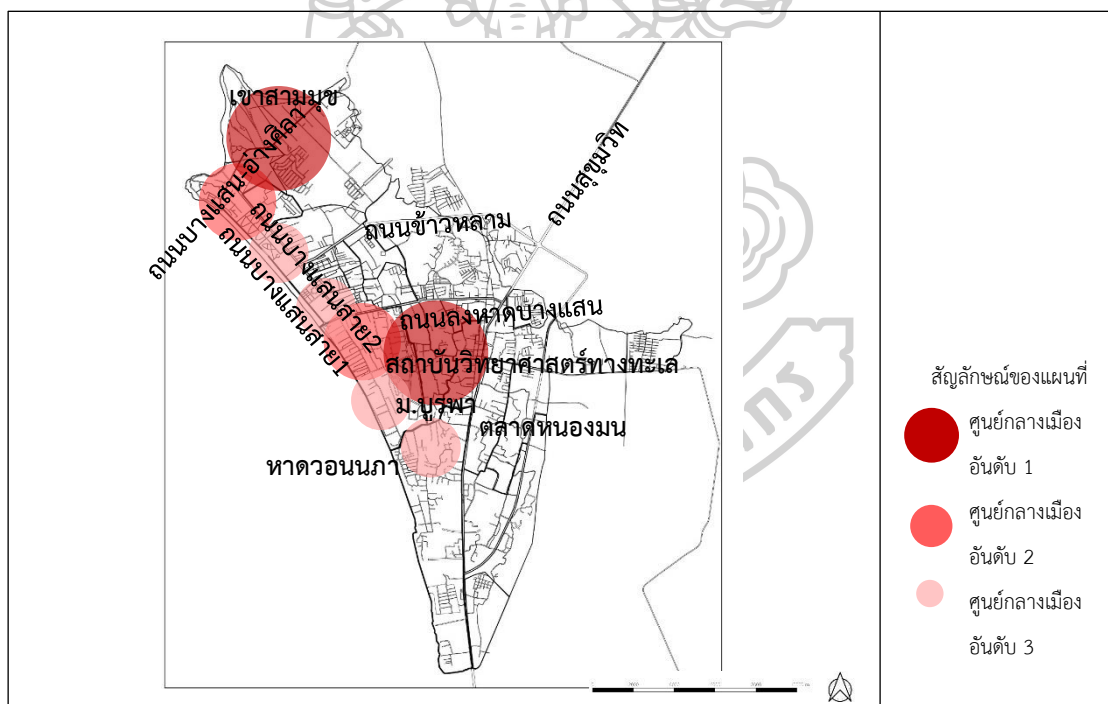 เขาสามมุข
ถนนบางแสน-อ่างศิลา
ถนนสุขุมวิท
ถนนข้าวหลาม
ถนนบางแสนสาย2
ถนนบางแสนสาย1
ถนนลงหาดบางแสน
สถาบันวิทยาศาสตร์ทางทะเล
ม.บูรพา
ตลาดหนองมน
หาดวอนนภา
สัญลักษณ์ของแผนที่
ศูนย์กลางเมือง
อันดับ 1
ศูนย์กลางเมือง
อันดับ 2
ศูนย์กลางเมือง
อันดับ 3